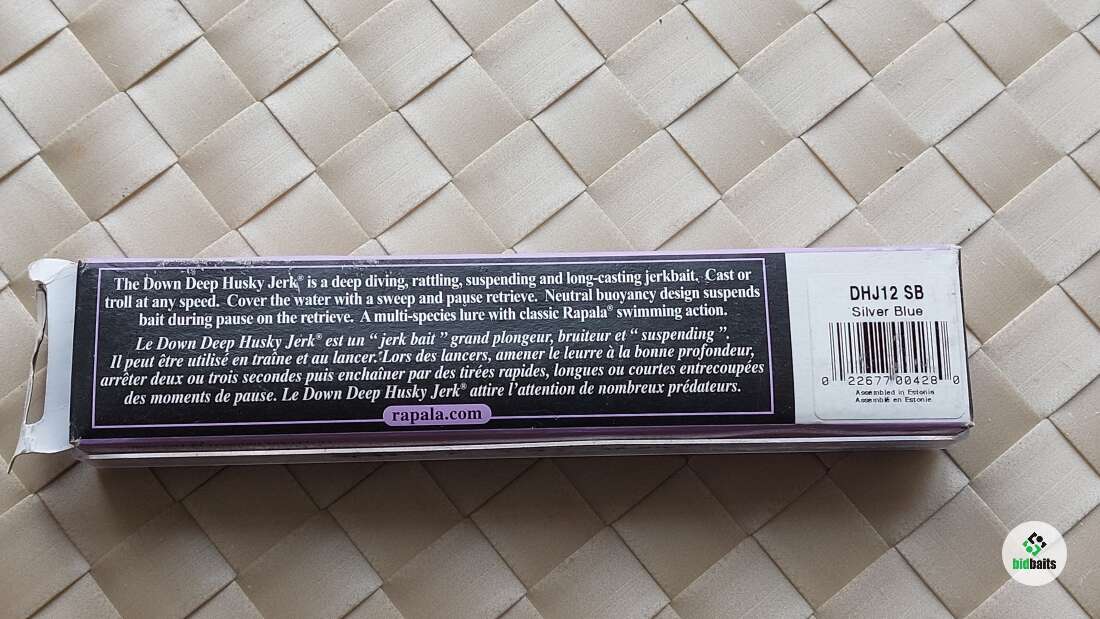 The Down Deep Husky Jerk® is a deep diving, rattling, suspending and long-casting jerkbait. Cast or
troll at any speed. Cover the water with a sweep and pause retrieve. Neutral buoyancy design suspends
bait during pause on the retrieve. A multi-species lure with classic Rapala® swimming action.
Le Down Deep Husky Jerk® est un “ jerk bait ” grand plongeur, bruiteur et “ suspending ”.
Il peut être utilisé en traîne et au lancer. Lors des lancers, amener le leurre à la bonne profondeur,
arrêter deux ou trois secondes puis enchaîner par des tirées rapides, longues ou courtes entrecoupées
des moments de pause. Le Down Deep Husky Jerk® attire l’attention de nombreux prédateurs.
rapala.com
DHJ12 SB
Silver Blue
0 22677 00428 0
Assembled in Estonia
Assemblé en Estonie
bidbaits